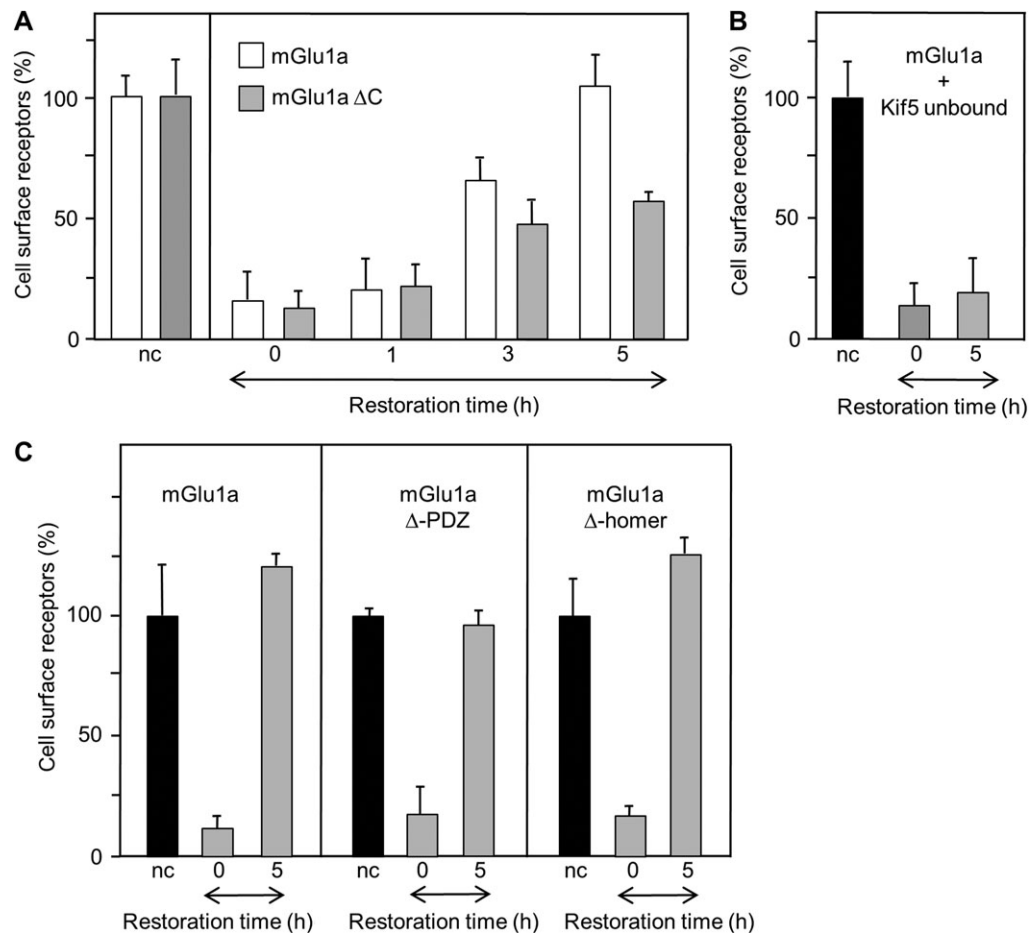 A
Cell surface receptors (%)
100
50
0
mGlu1a
mGlu1a ΔC
nc
0
1
3
5
Restoration time (h)
B
Cell surface receptors (%)
100
50
0
mGlu1a
+
Kif5 unbound
nc
0
5
Restoration time (h)
C
Cell surface receptors (%)
100
50
0
mGlu1a
nc
0
5
Restoration time (h)
mGlu1a
Δ-PDZ
nc
0
5
Restoration time (h)
mGlu1a
Δ-homer
nc
0
5
Restoration time (h)